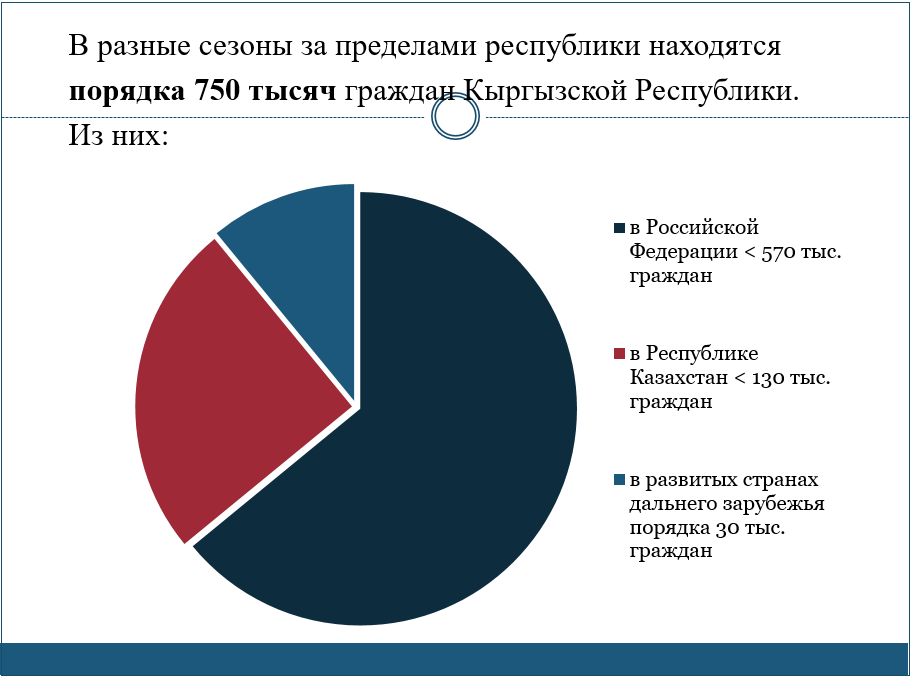 В разные сезоны за пределами республики находятся
порядка 750 тысяч граждан Кыргызской Республики.
Из них:
в Российской
Федерации < 570 тыс.
граждан
в Республике
Казахстан < 130 тыс.
граждан
в развитых странах
дальнего зарубежья
порядка 30 тыс.
граждан